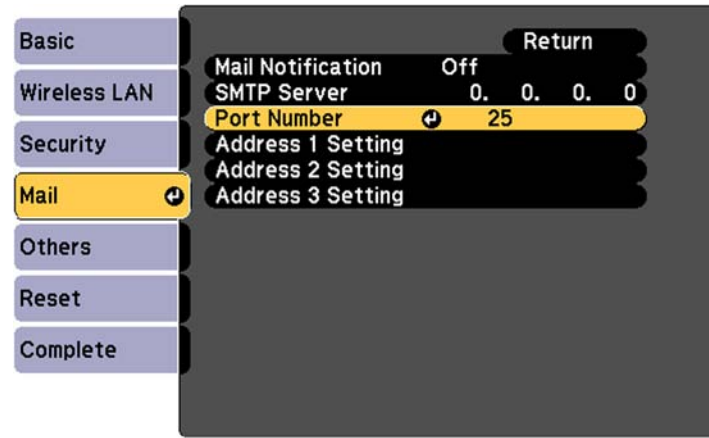 Basic
Wireless LAN
Security
Mail
Others
Reset
Complete
Return
Mail Notification Off
SMTP Server 0. 0. 0. 0
Port Number 25
Address 1 Setting
Address 2 Setting
Address 3 Setting